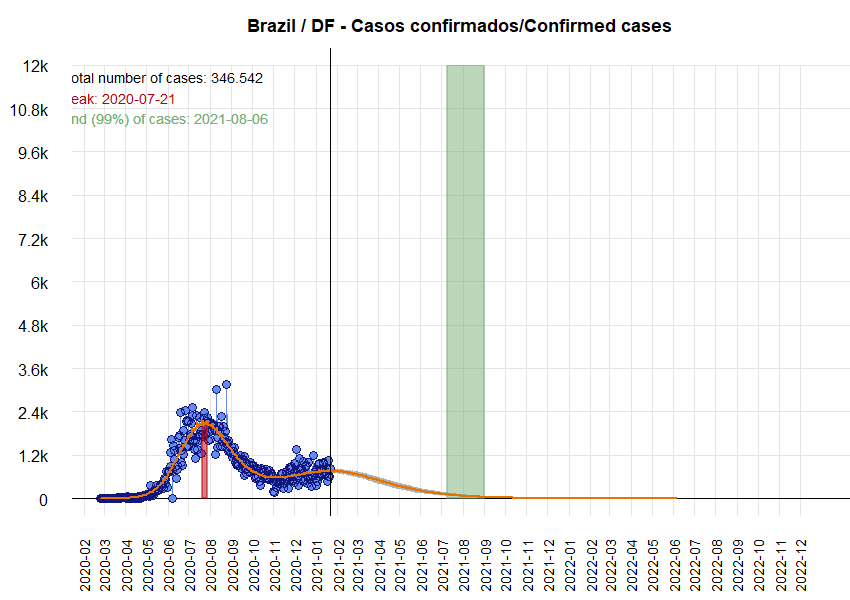 Brazil / DF - Casos confirmados/Confirmed cases
otal number of cases: 346.542
eak: 2020-07-21
nd (99%) of cases: 2021-08-06
12k
10.8k
9.6k
8.4k
7.2k
6k
4.8k
3.6k
2.4k
1.2k
0
2020-02
2020-03
2020-04
2020-05
2020-06
2020-07
2020-08
2020-09
2020-10
2020-11
2020-12
2021-01
2021-02
2021-03
2021-04
2021-05
2021-06
2021-07
2021-08
2021-09
2021-10
2021-11
2021-12
2022-01
2022-02
2022-03
2022-04
2022-05
2022-06
2022-07
2022-08
2022-09
2022-10
2022-11
2022-12